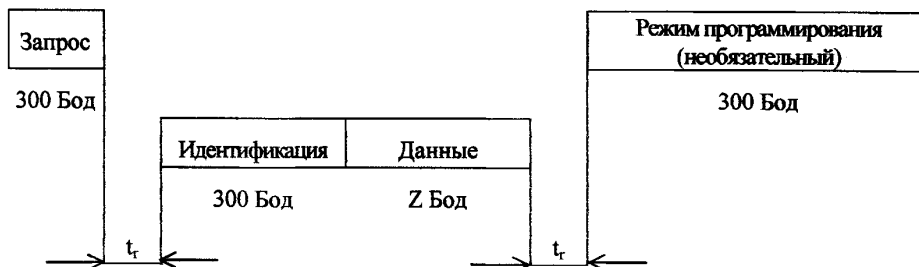 Запрос
300 Бод
Режим программирования
(необязательный)
300 Бод
Идентификация
Данные
300 Бод
Z Бод
tr
tr